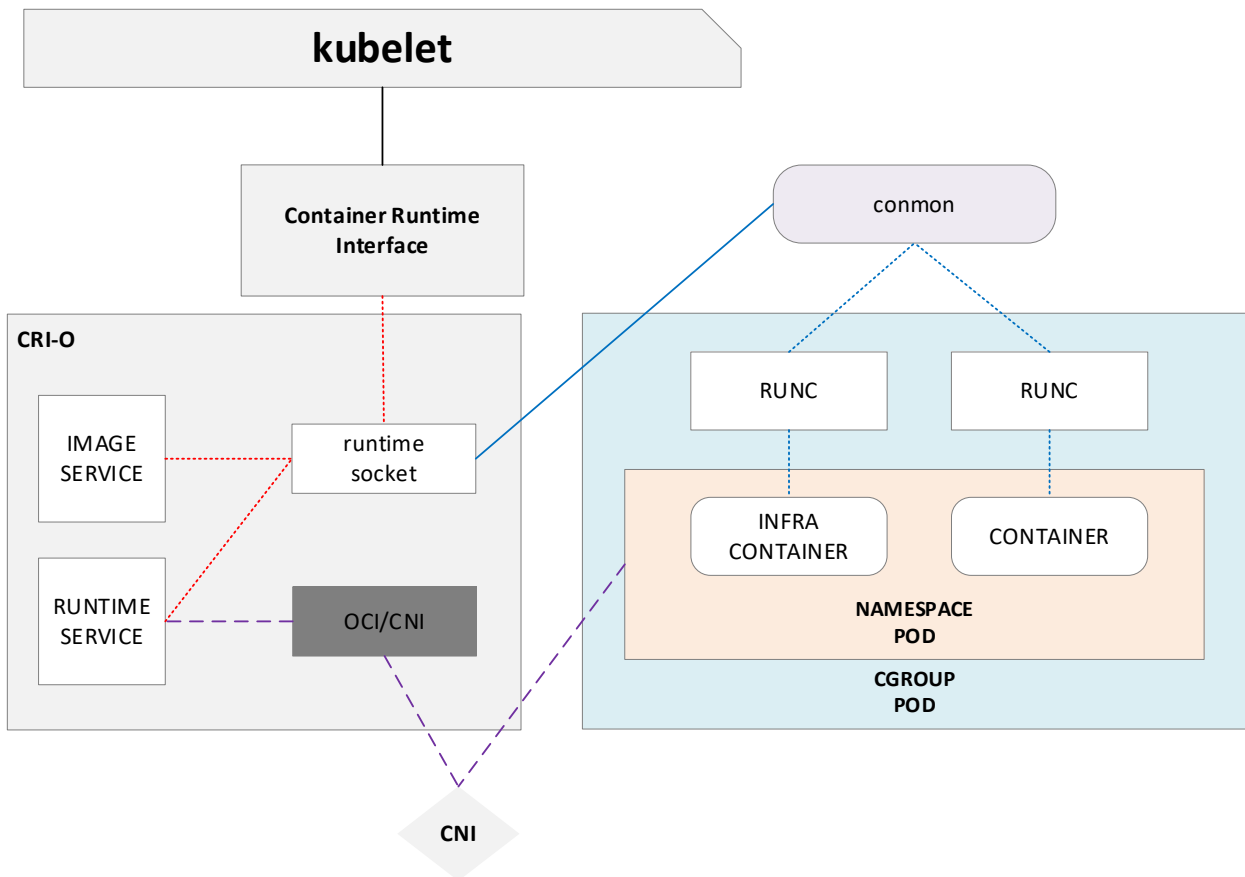 kubelet
Container Runtime
Interface
conmon
CRI-O
IMAGE
SERVICE
runtime
socket
RUNTIME
SERVICE
OCI/CNI
CNI
RUNC
RUNC
INFRA
CONTAINER
CONTAINER
NAMESPACE
POD
CGROUP
POD